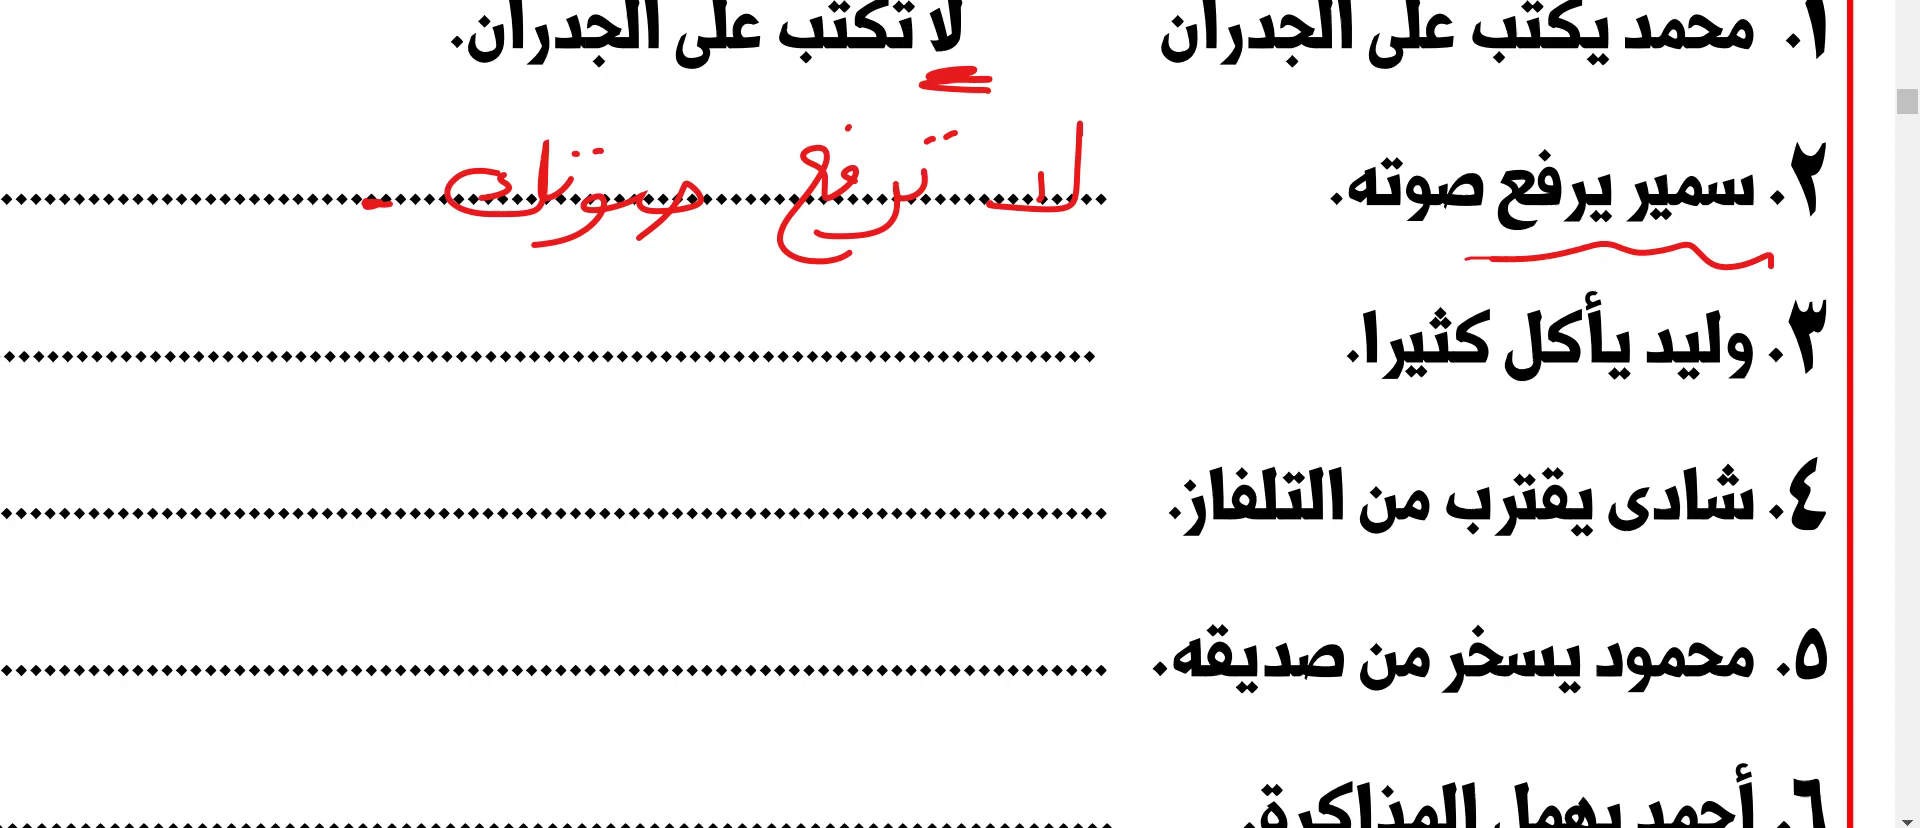 ١. محمد يكتب على الجدران لا تكتب على الجدران.
٢. سمير يرفع صوته. لا ترفع صوتك
٣. وليد يأكل كثيرا.
٤. شادى يقترب من التلفاز.
٥. محمود يسخر من صديقه.
٦. أحمد يهمل المذاكرة.